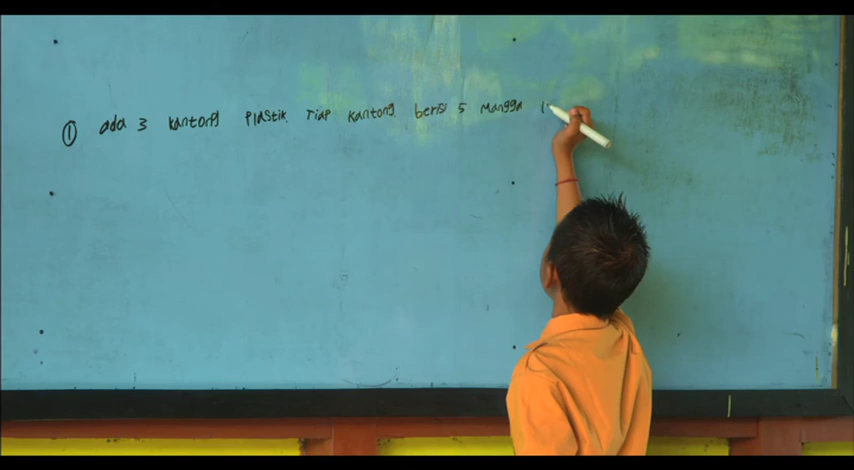 ① ada 3 kantong Plastik. Tiap kantong berisi 5 Mangga